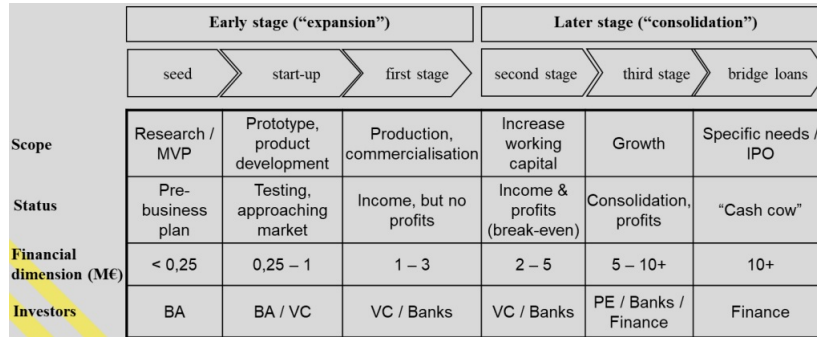 Early stage (“expansion”)
Later stage (“consolidation”)
seed
start-up
first stage
second stage
third stage
bridge loans
Scope
Research /
MVP
Prototype,
product
development
Production,
commercialisation
Increase
working
capital
Growth
Specific needs /
IPO
Status
Pre-
business
plan
Testing,
approaching
market
Income, but no
profits
Income &
profits
(break-even)
Consolidation,
profits
“Cash cow”
Financial
dimension (M€)
< 0,25
0,25 – 1
1 – 3
2 – 5
5 – 10+
10+
Investors
BA
BA / VC
VC / Banks
VC / Banks
PE / Banks /
Finance
Finance